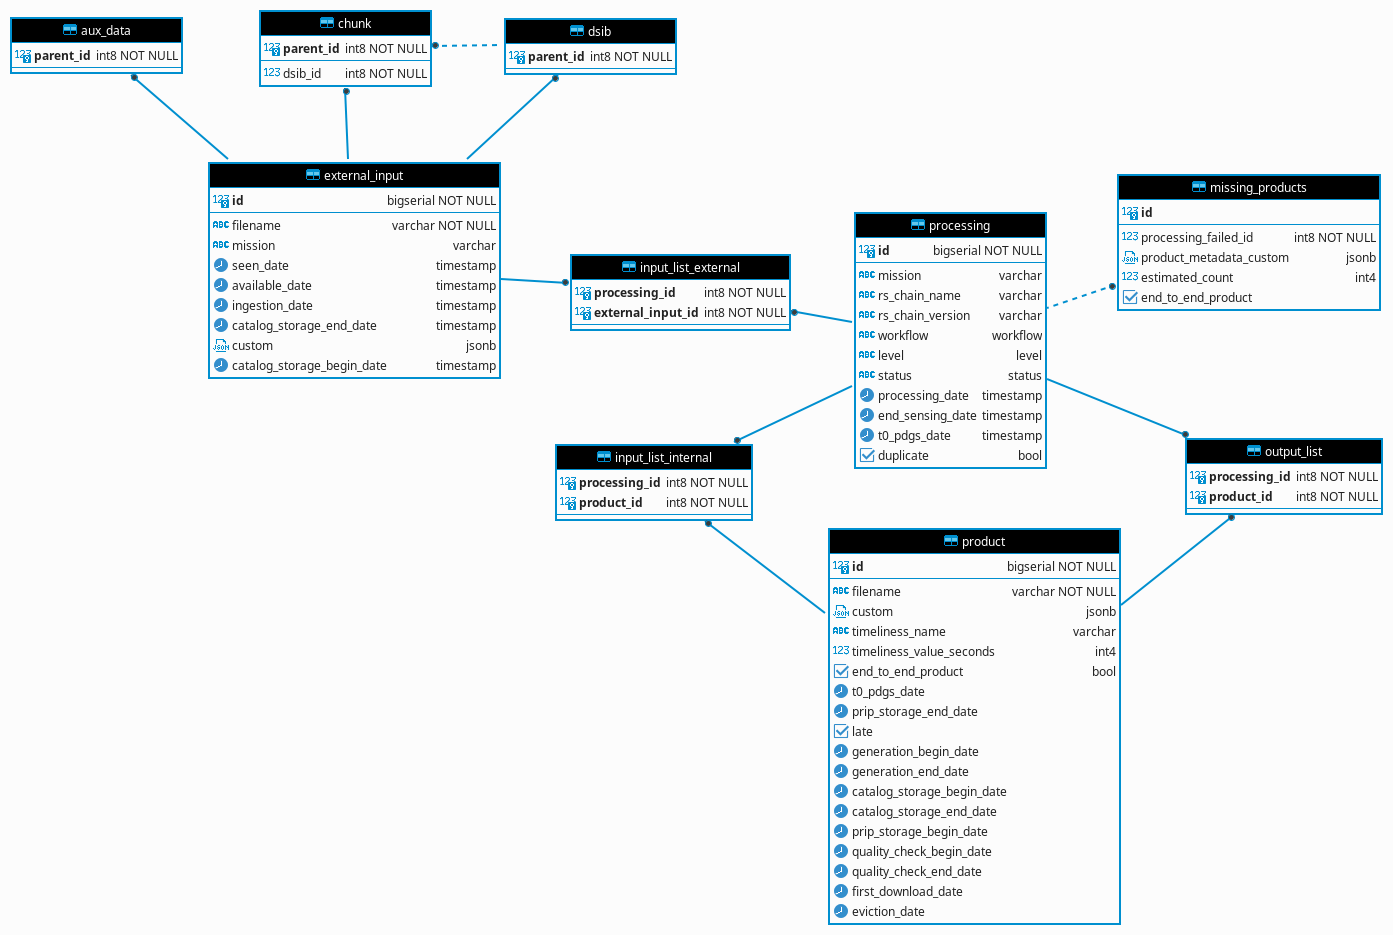 aux_data
parent_id int8 NOT NULL
chunk
parent_id int8 NOT NULL
dsib_id int8 NOT NULL
dsib
parent_id int8 NOT NULL
external_input
id bigserial NOT NULL
filename varchar NOT NULL
mission varchar
seen_date timestamp
available_date timestamp
ingestion_date timestamp
catalog_storage_end_date timestamp
custom jsonb
catalog_storage_begin_date timestamp
input_list_external
processing_id int8 NOT NULL
external_input_id int8 NOT NULL
processing
id bigserial NOT NULL
mission varchar
rs_chain_name varchar
rs_chain_version varchar
workflow workflow
level level
status status
processing_date timestamp
end_sensing_date timestamp
t0_pdgs_date timestamp
duplicate bool
missing_products
id
processing_failed_id int8 NOT NULL
product_metadata_custom jsonb
estimated_count int4
end_to_end_product
input_list_internal
processing_id int8 NOT NULL
product_id int8 NOT NULL
output_list
processing_id int8 NOT NULL
product_id int8 NOT NULL
product
id bigserial NOT NULL
filename varchar NOT NULL
custom jsonb
timeliness_name varchar
timeliness_value_seconds int4
end_to_end_product bool
t0_pdgs_date
prip_storage_end_date
late
generation_begin_date
generation_end_date
catalog_storage_begin_date
catalog_storage_end_date
prip_storage_begin_date
quality_check_begin_date
quality_check_end_date
first_download_date
eviction_date